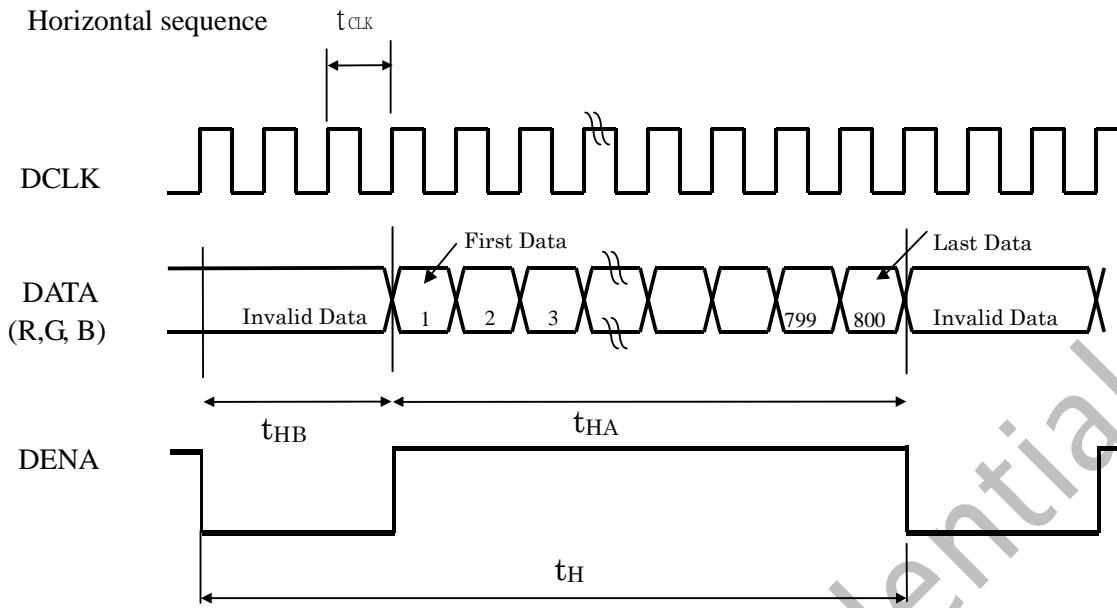 Horizontal sequence
tCLK
DCLK
First Data
Last Data
DATA
(R,G, B)
Invalid Data
1
2
3
799
800
Invalid Data
tHB
tHA
DENA
tH